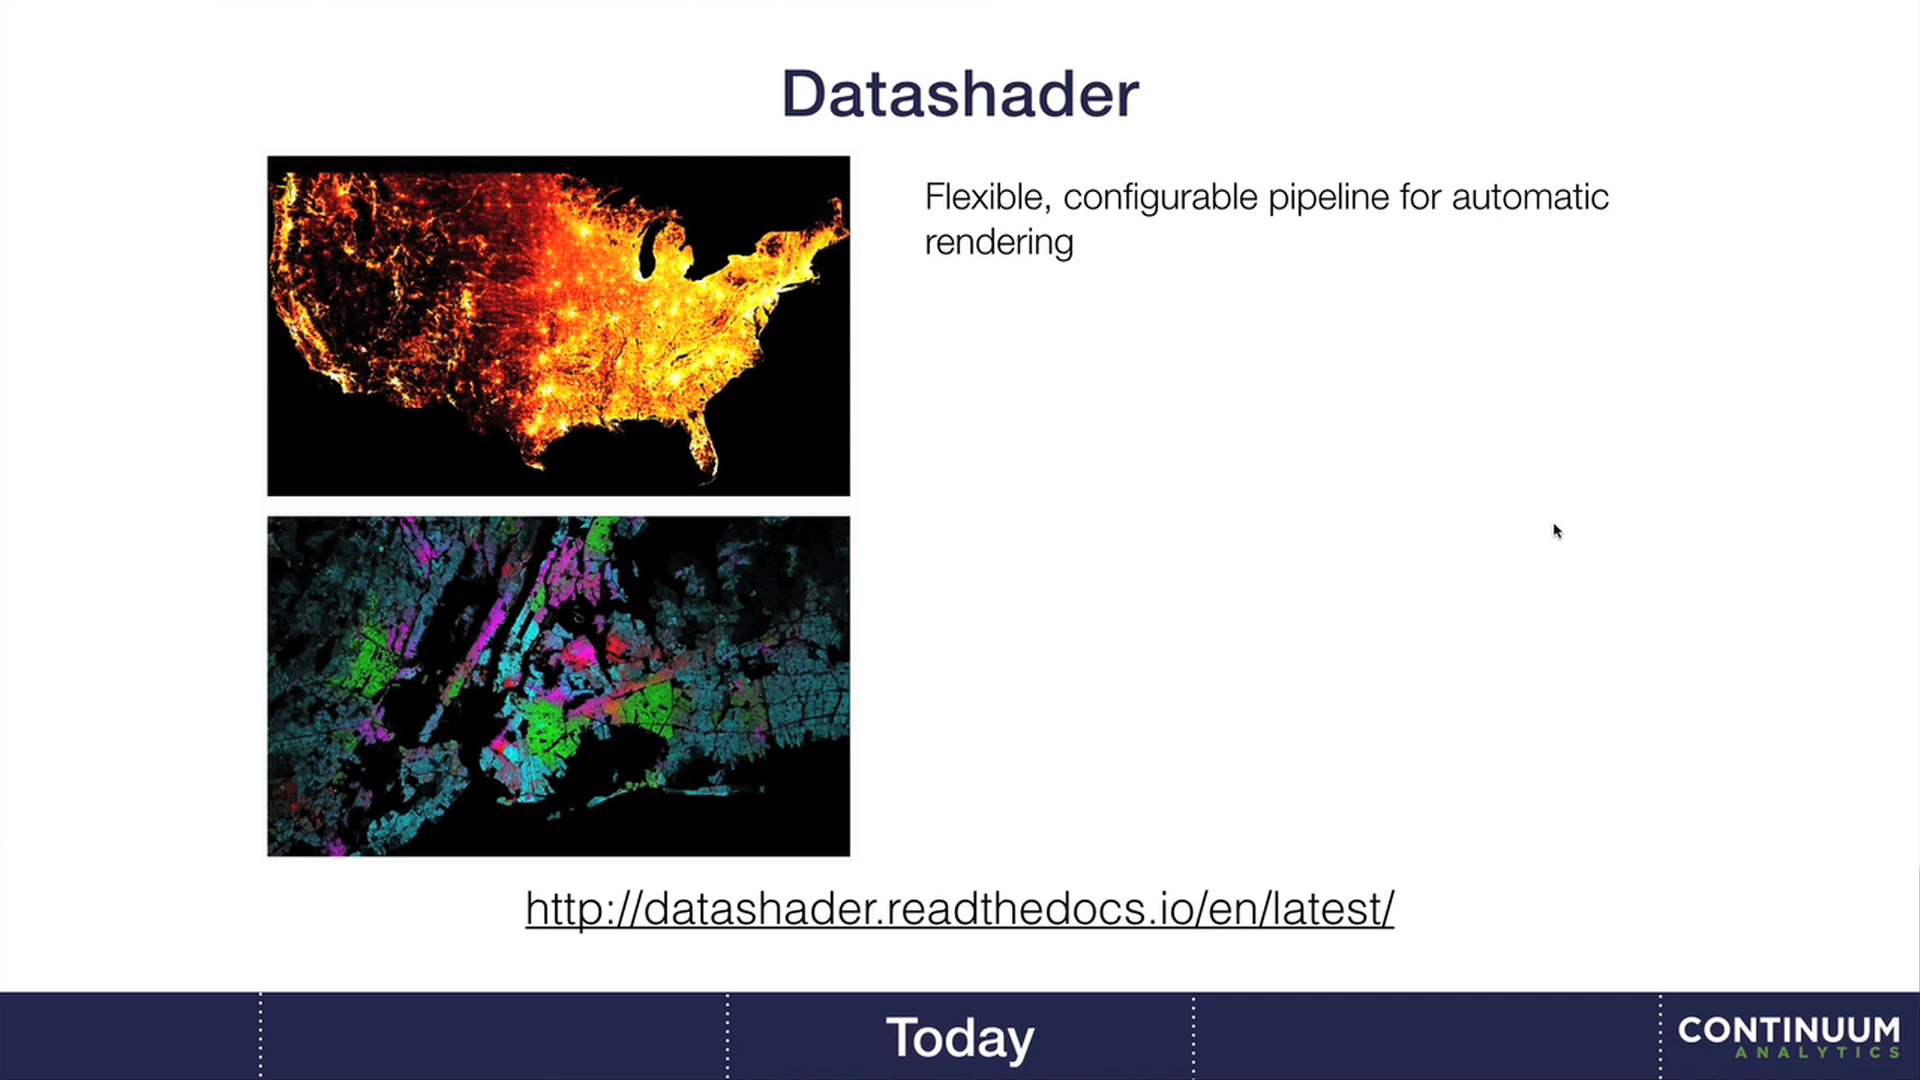 Datashader
Flexible, configurable pipeline for automatic
rendering
http://datashader.readthedocs.io/en/latest/
Today
CONTINUUM
ANALYTICS